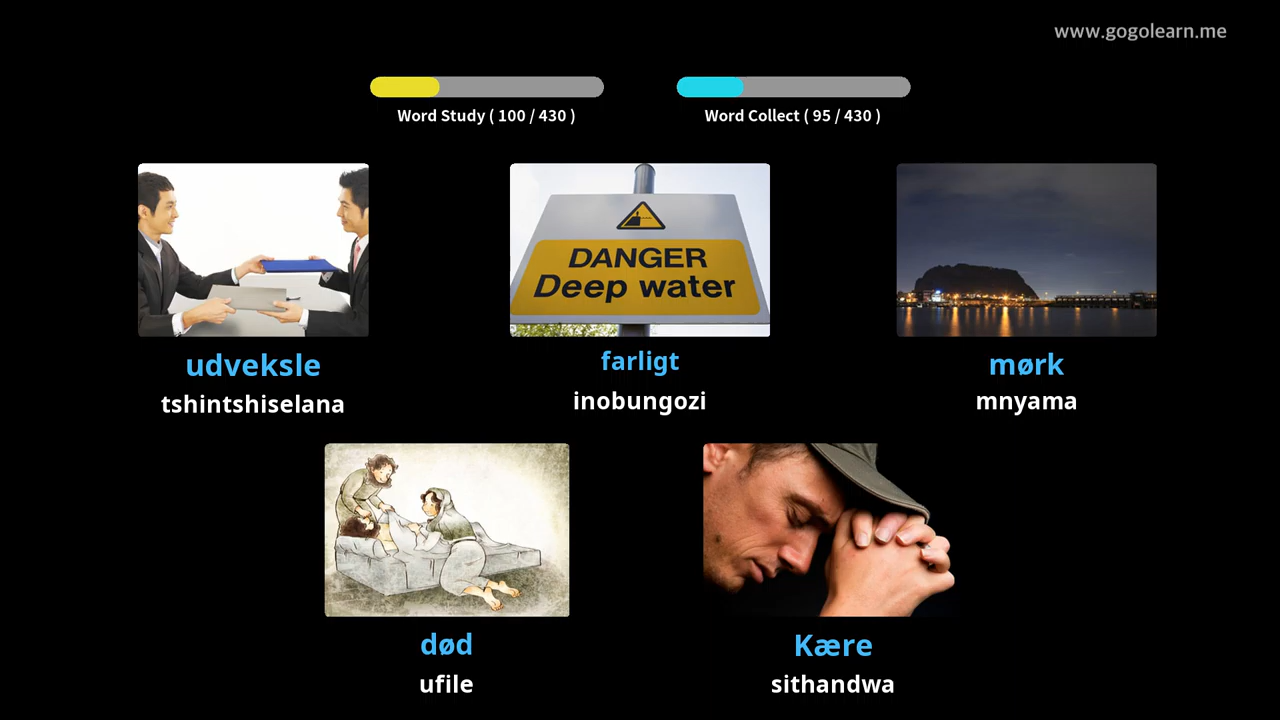 www.gogolearn.me
Word Study ( 100 / 430 )
Word Collect ( 95 / 430 )
DANGER
Deep water
udveksle
tshintshiselana
farligt
inobungozi
mørk
mnyama
død
ufile
Kære
sithandwa